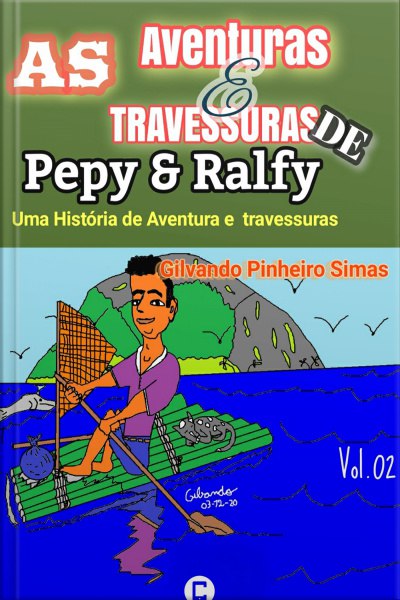 AS Aventuras
&
TRAVESSURAS DE
Pepy & Ralfy
Uma História de Aventura e travessuras
Gilvando Pinheiro Simas
Vol.02
03-12-20
C